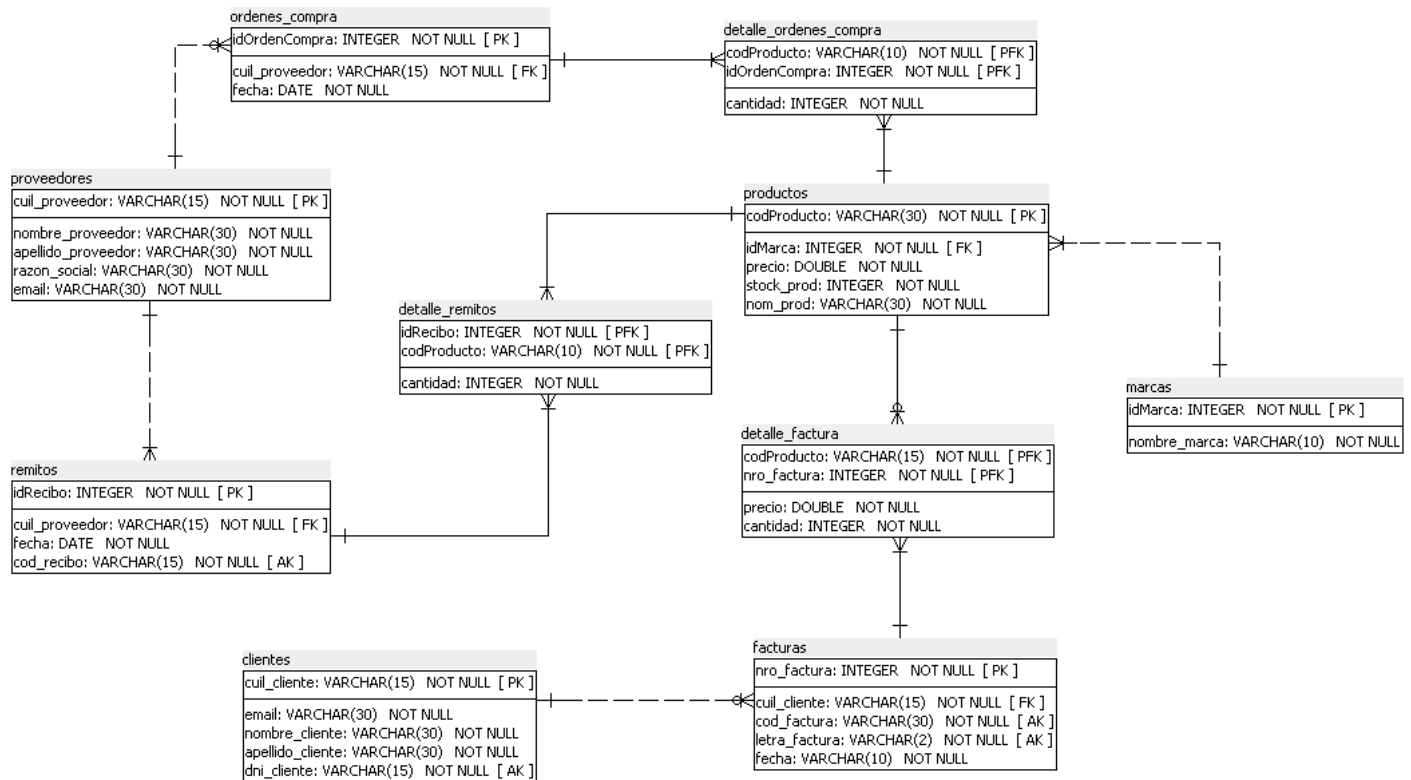 ordenes_compra
idOrdenCompra: INTEGER NOT NULL [ PK ]
cuil_proveedor: VARCHAR(15) NOT NULL [ FK ]
fecha: DATE NOT NULL
detalle_ordenes_compra
codProducto: VARCHAR(10) NOT NULL [ PFK ]
idOrdenCompra: INTEGER NOT NULL [ PFK ]
cantidad: INTEGER NOT NULL
proveedores
cuil_proveedor: VARCHAR(15) NOT NULL [ PK ]
nombre_proveedor: VARCHAR(30) NOT NULL
apellido_proveedor: VARCHAR(30) NOT NULL
razon_social: VARCHAR(30) NOT NULL
email: VARCHAR(30) NOT NULL
productos
codProducto: VARCHAR(30) NOT NULL [ PK ]
idMarca: INTEGER NOT NULL [ FK ]
precio: DOUBLE NOT NULL
stock_prod: INTEGER NOT NULL
nom_prod: VARCHAR(30) NOT NULL
detalle_remitos
idRecibo: INTEGER NOT NULL [ PFK ]
codProducto: VARCHAR(10) NOT NULL [ PFK ]
cantidad: INTEGER NOT NULL
marcas
idMarca: INTEGER NOT NULL [ PK ]
nombre_marca: VARCHAR(10) NOT NULL
detalle_factura
codProducto: VARCHAR(15) NOT NULL [ PFK ]
nro_factura: INTEGER NOT NULL [ PFK ]
precio: DOUBLE NOT NULL
cantidad: INTEGER NOT NULL
remitos
idRecibo: INTEGER NOT NULL [ PK ]
cuil_proveedor: VARCHAR(15) NOT NULL [ FK ]
fecha: DATE NOT NULL
cod_recibo: VARCHAR(15) NOT NULL [ AK ]
clientes
cuil_cliente: VARCHAR(15) NOT NULL [ PK ]
email: VARCHAR(30) NOT NULL
nombre_cliente: VARCHAR(30) NOT NULL
apellido_cliente: VARCHAR(30) NOT NULL
dni_cliente: VARCHAR(15) NOT NULL [ AK ]
facturas
nro_factura: INTEGER NOT NULL [ PK ]
cuil_cliente: VARCHAR(15) NOT NULL [ FK ]
cod_factura: VARCHAR(30) NOT NULL [ AK ]
letra_factura: VARCHAR(2) NOT NULL [ AK ]
fecha: VARCHAR(10) NOT NULL